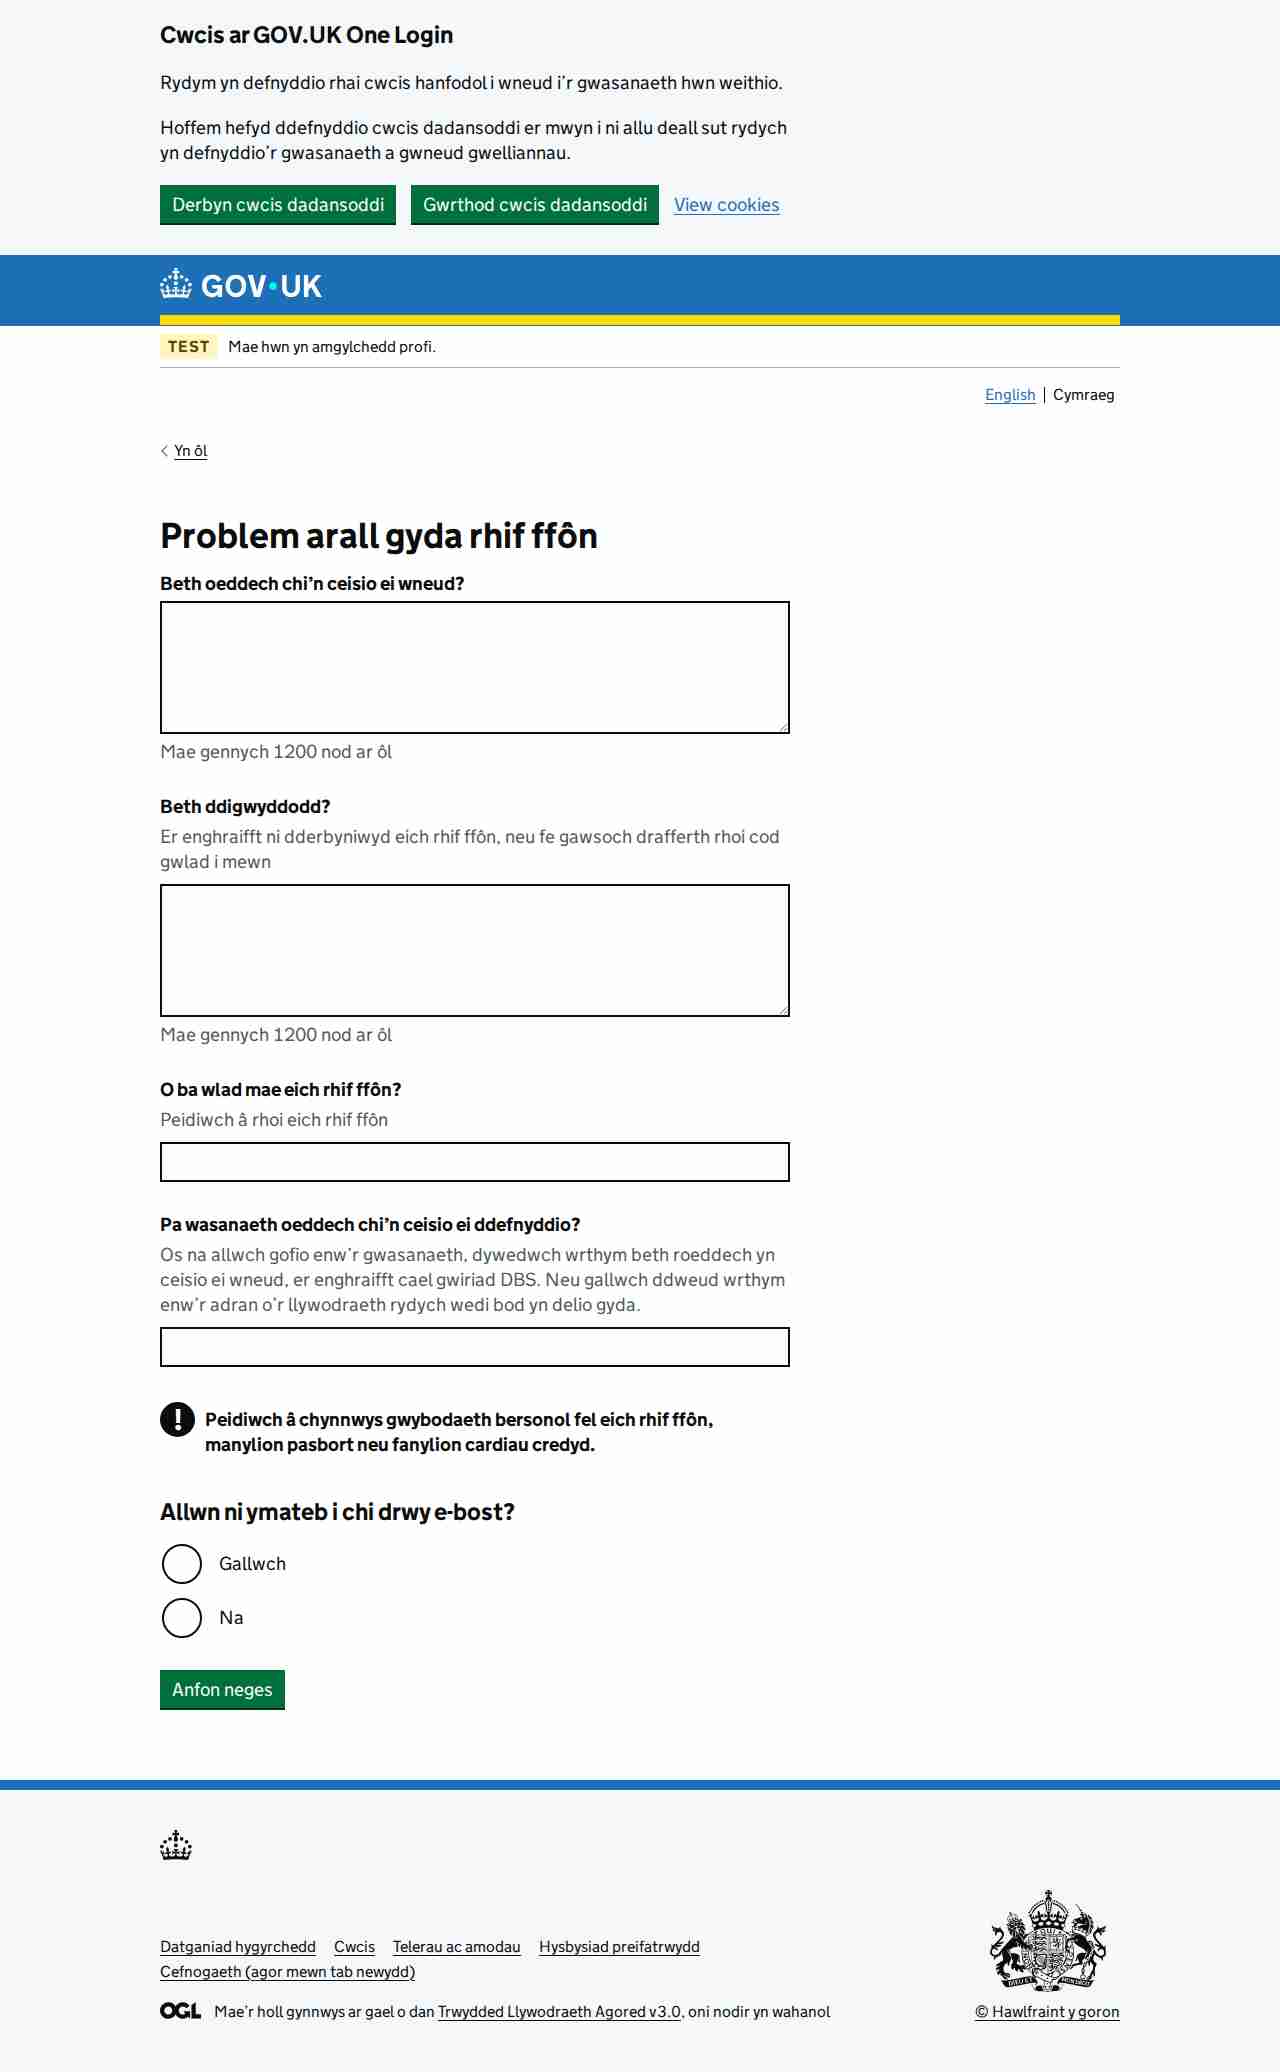 Cwcis ar GOV.UK One Login
Rydym yn defnyddio rhai cwcis hanfodol i wneud i’r gwasanaeth hwn weithio.
Hoffem hefyd ddefnyddio cwcis dadansoddi er mwyn i ni allu deall sut rydych
yn defnyddio’r gwasanaeth a gwneud gwelliannau.
Derbyn cwcis dadansoddi Gwrthod cwcis dadansoddi View cookies
GOV•UK
TEST Mae hwn yn amgylchedd profi.
English Cymraeg
Yn ôl
Problem arall gyda rhif ffôn
Beth oeddech chi’n ceisio ei wneud?
Mae gennych 1200 nod ar ôl
Beth ddigwyddodd?
Er enghraifft ni dderbyniwyd eich rhif ffôn, neu fe gawsoch drafferth rhoi cod
gwlad i mewn
Mae gennych 1200 nod ar ôl
O ba wlad mae eich rhif ffôn?
Peidiwch â rhoi eich rhif ffôn
Pa wasanaeth oeddech chi’n ceisio ei ddefnyddio?
Os na allwch gofio enw’r gwasanaeth, dywedwch wrthym beth roeddech yn
ceisio ei wneud, er enghraifft cael gwiriad DBS. Neu gallwch ddweud wrthym
enw’r adran o’r llywodraeth rydych wedi bod yn delio gyda.
! Peidiwch â chynnwys gwybodaeth bersonol fel eich rhif ffôn,
manylion pasbort neu fanylion cardiau credyd.
Allwn ni ymateb i chi drwy e-bost?
Gallwch
Na
Anfon neges
Datganiad hygyrchedd Cwcis Telerau ac amodau Hysbysiad preifatrwydd
Cefnogaeth (agor mewn tab newydd)
OGL Mae’r holl gynnwys ar gael o dan Trwydded Llywodraeth Agored v3.0, oni nodir yn wahanol
© Hawlfraint y goron